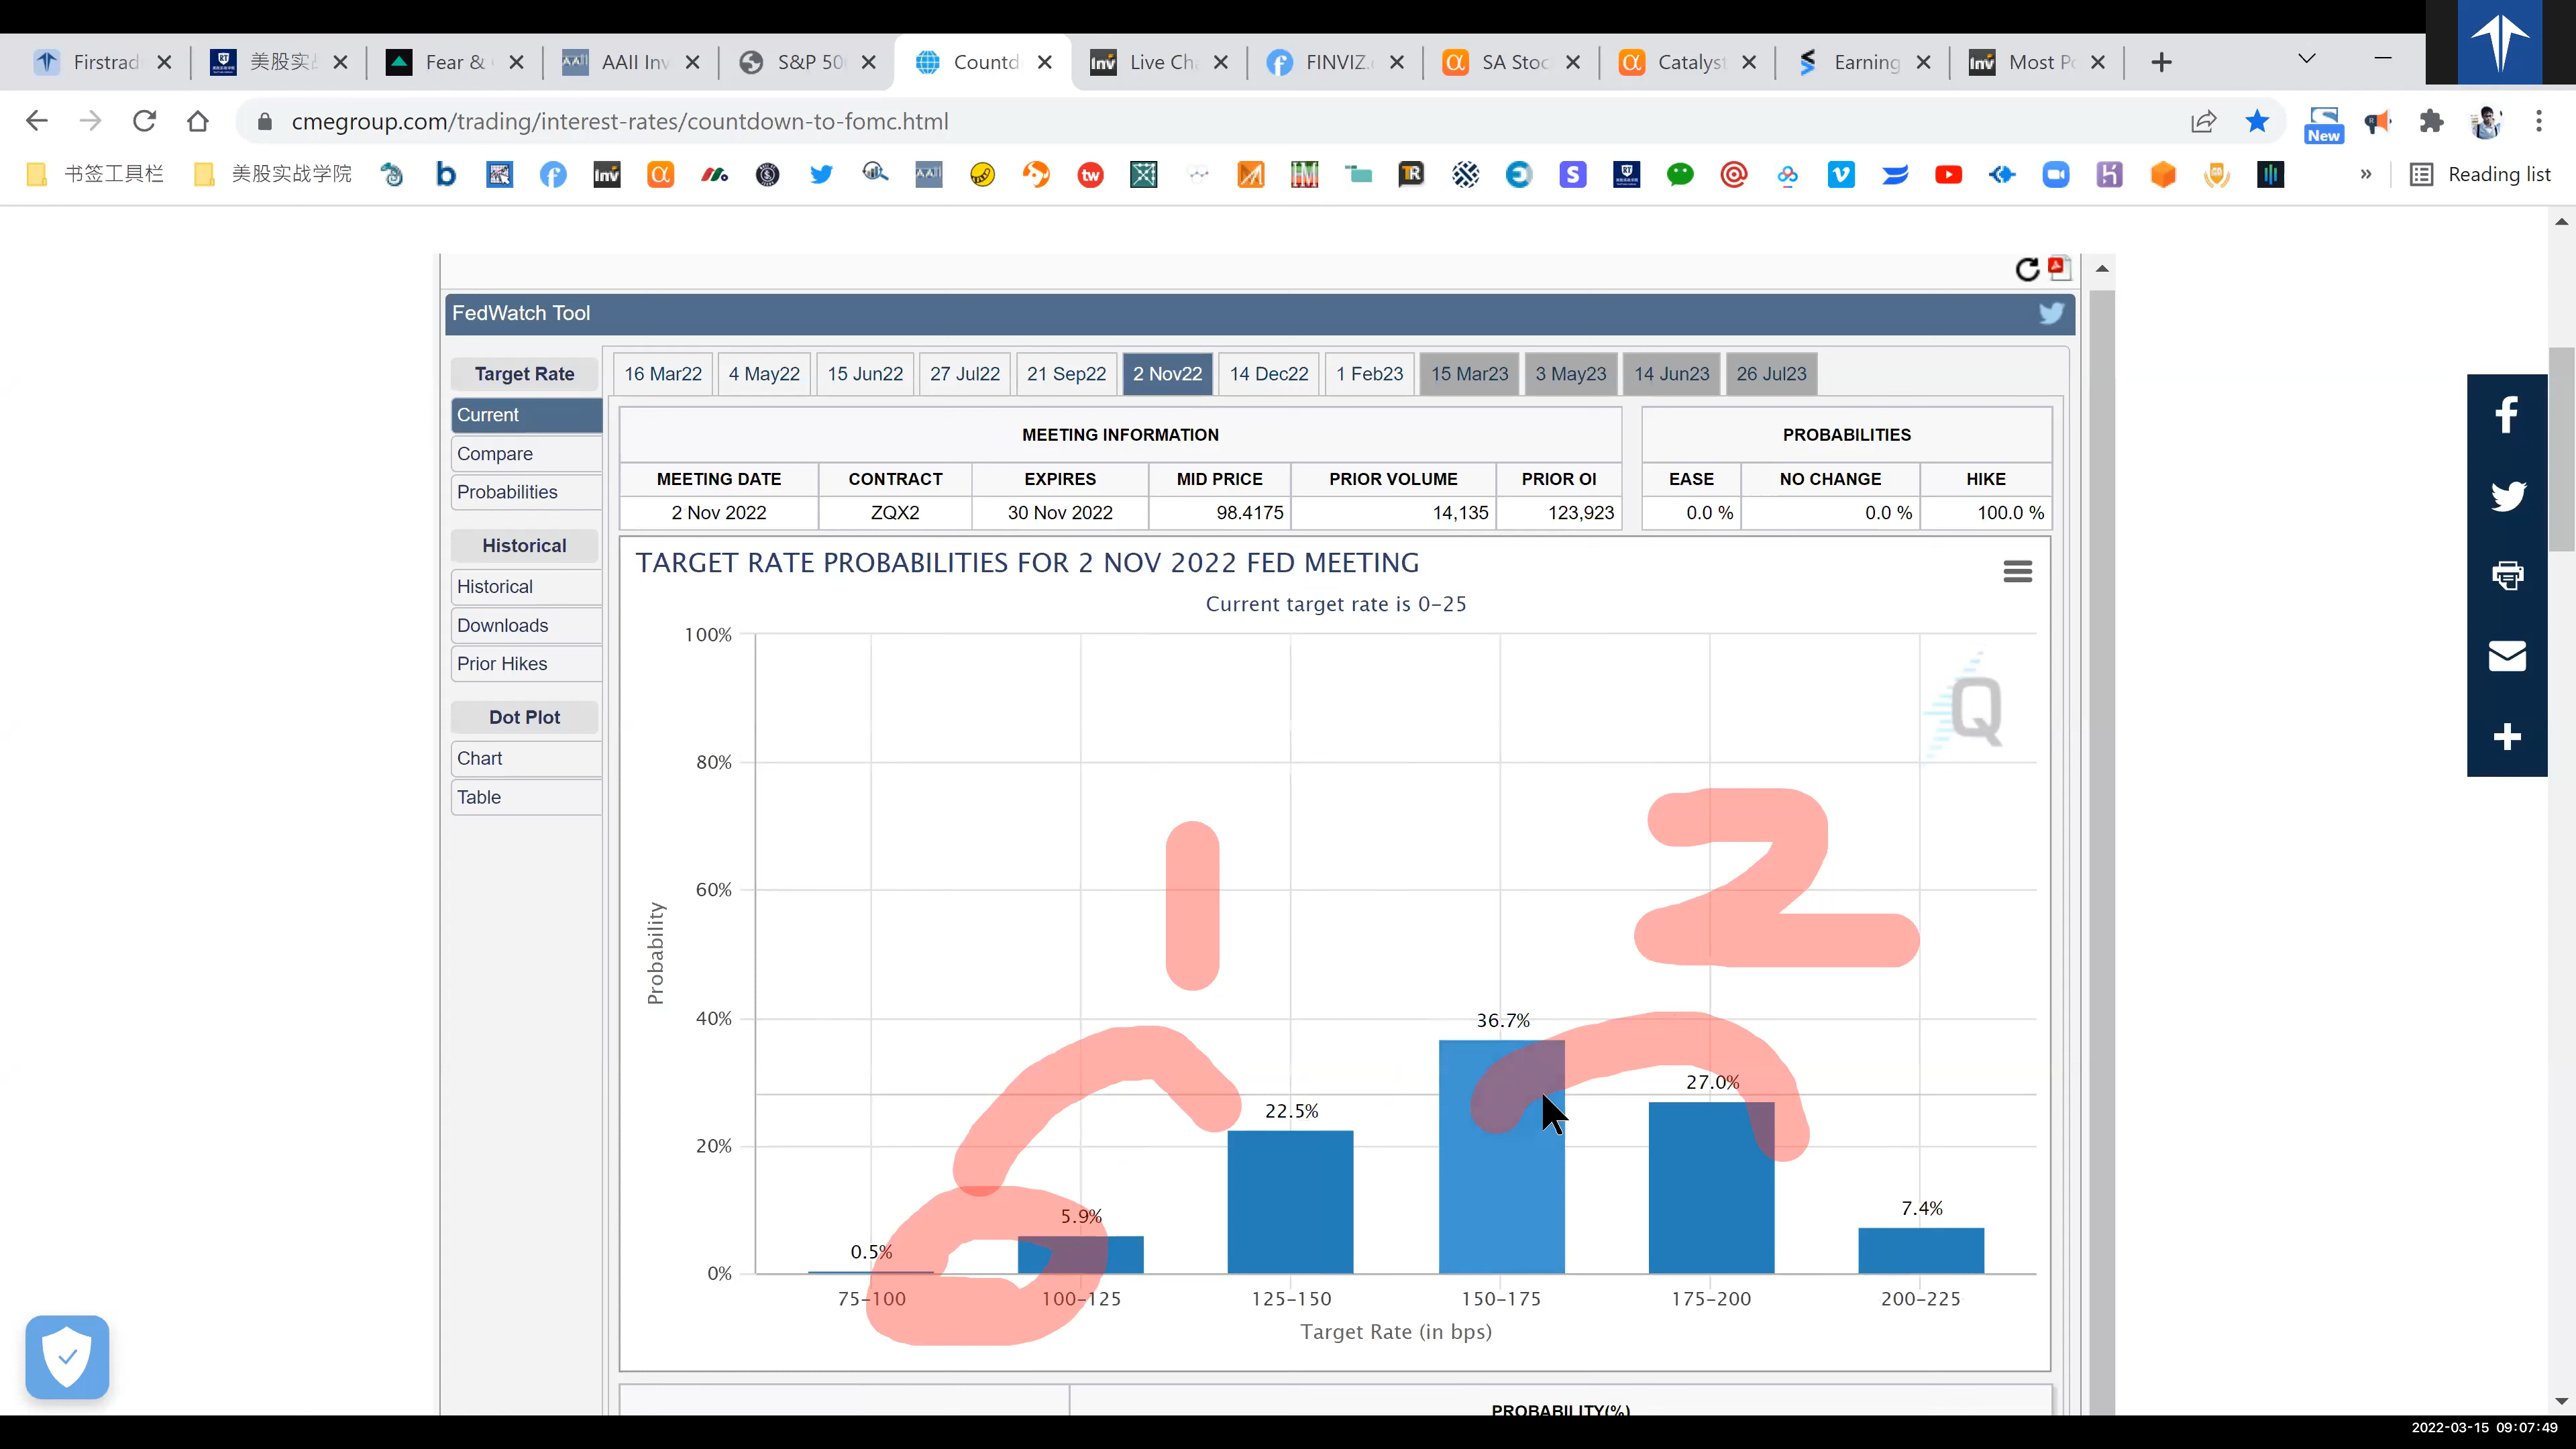 Firstrad 美股实 Fear & AAII Inv S&P 50 Countd Live Ch FINVIZ. SA Stoc Catalyst Earning Most Po
cmegroup.com/trading/interest-rates/countdown-to-fomc.html
New
书签工具栏 美股实战学院 Reading list
FedWatch Tool
Target Rate
Current
Compare
Probabilities
Historical
Historical
Downloads
Prior Hikes
Dot Plot
Chart
Table
16 Mar22 4 May22 15 Jun22 27 Jul22 21 Sep22 2 Nov22 14 Dec22 1 Feb23 15 Mar23 3 May23 14 Jun23 26 Jul23
MEETING INFORMATION
MEETING DATE CONTRACT EXPIRES MID PRICE PRIOR VOLUME PRIOR OI
2 Nov 2022 ZQX2 30 Nov 2022 98.4175 14,135 123,923
PROBABILITIES
EASE NO CHANGE HIKE
0.0 % 0.0 % 100.0 %
TARGET RATE PROBABILITIES FOR 2 NOV 2022 FED MEETING
Current target rate is 0-25
Q
Probability
100%
80%
60%
40%
20%
0%
1 2
0.5% 5.9% 22.5% 36.7% 27.0% 7.4%
75-100 100-125 125-150 150-175 175-200 200-225
Target Rate (in bps)
PROBABILITY(%)
2022-03-15 09:07:49